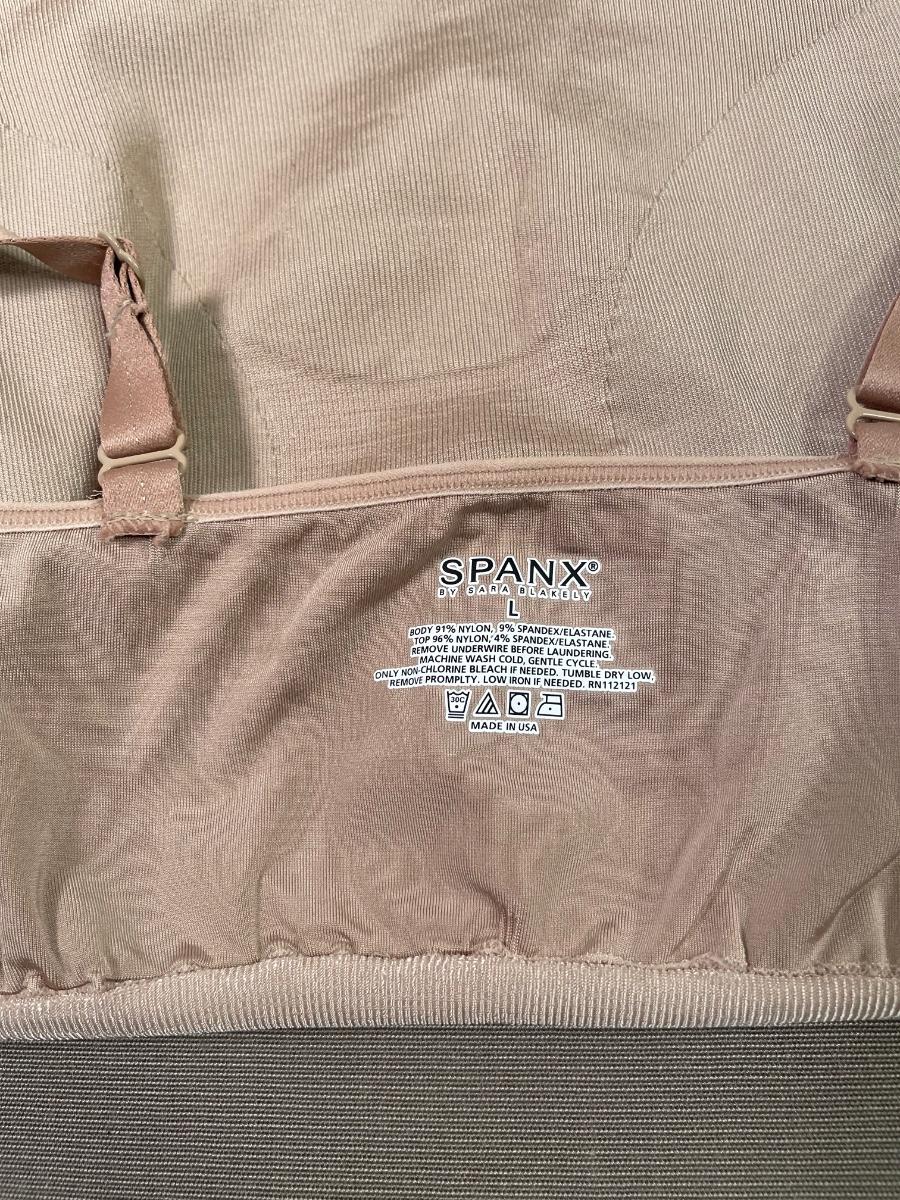 SPANX®
BY SARA BLAKELY
L
BODY 91% NYLON, 9% SPANDEX/ELASTANE.
TOP 96% NYLON, 4% SPANDEX/ELASTANE.
REMOVE UNDERWIRE BEFORE LAUNDERING.
MACHINE WASH COLD, GENTLE CYCLE.
ONLY NON-CHLORINE BLEACH IF NEEDED. TUMBLE DRY LOW,
REMOVE PROMPLTY. LOW IRON IF NEEDED. RN112121
30C
MADE IN USA